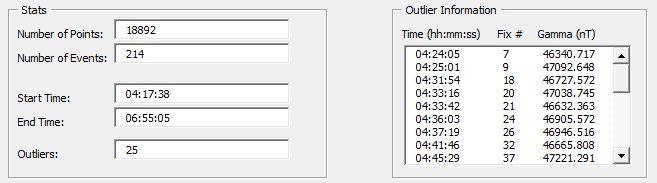 Stats
Number of Points: 18892
Number of Events: 214
Start Time: 04:17:38
End Time: 06:55:05
Outliers: 25
Outlier Information
Time (hh:mm:ss) Fix # Gamma (nT)
04:24:05 7 46340.717
04:25:01 9 47092.648
04:31:54 18 46727.572
04:33:16 20 47038.745
04:33:42 21 46632.363
04:36:03 24 46905.572
04:37:19 26 46946.516
04:41:46 32 46665.808
04:45:29 37 47221.291